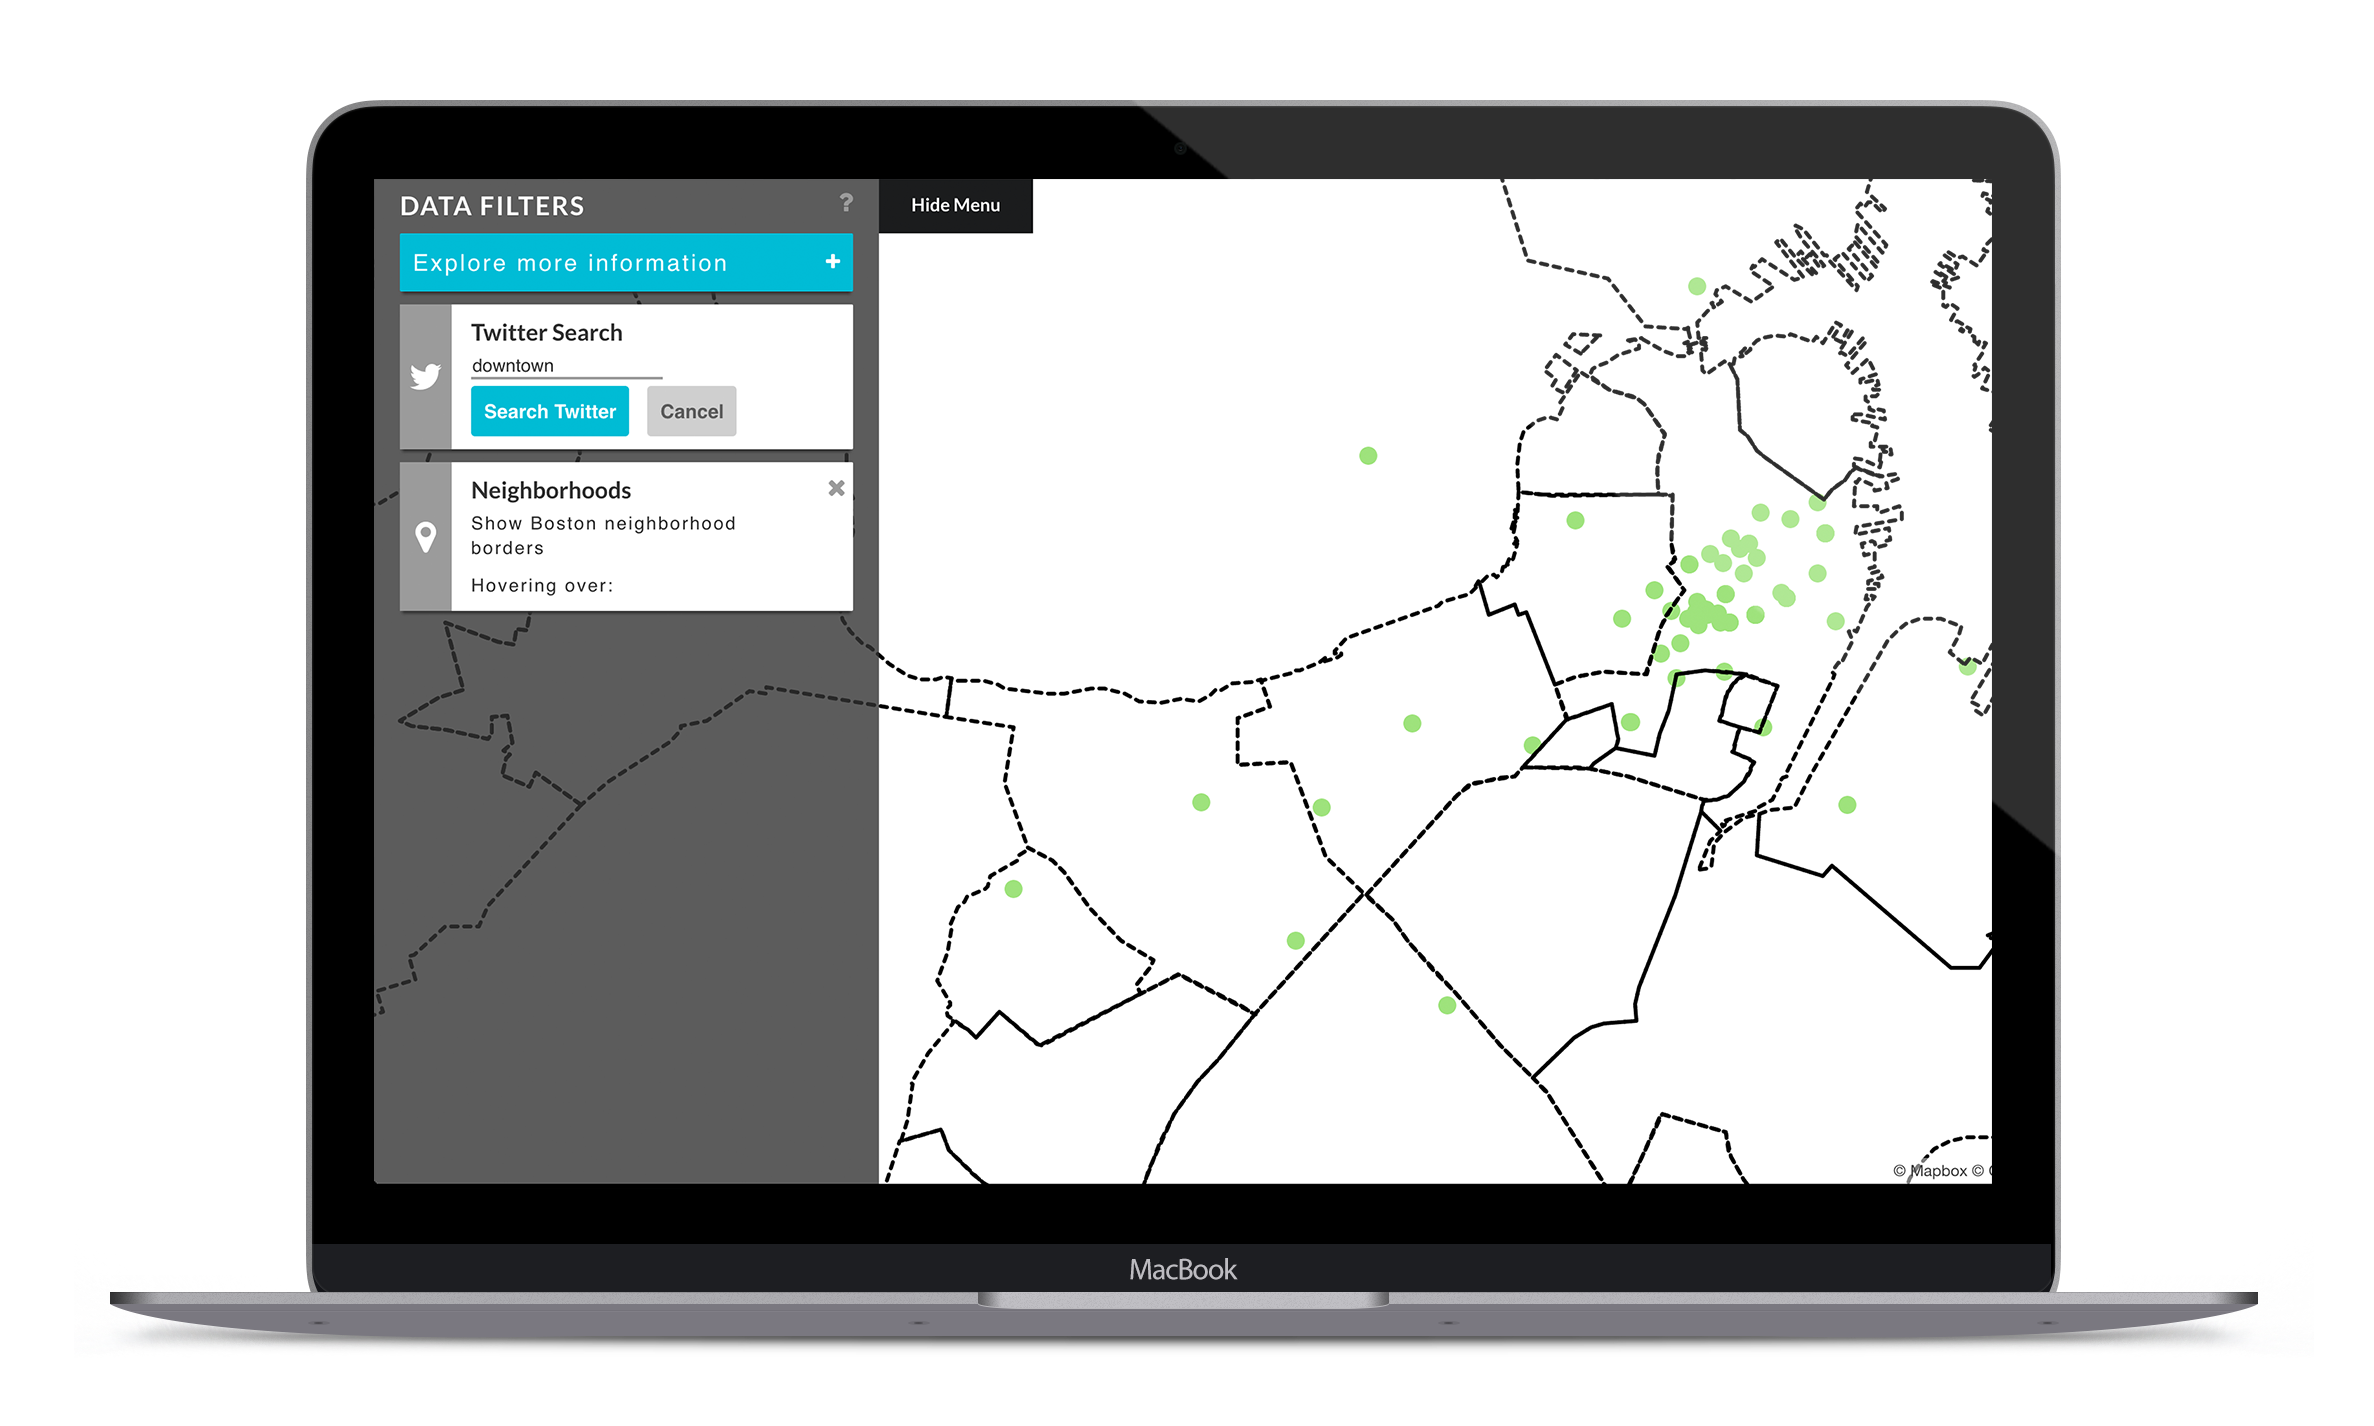 DATA FILTERS
?
Hide Menu
Explore more information +
Twitter Search
downtown
Search Twitter
Cancel
Neighborhoods
Show Boston neighborhood
borders
Hovering over:
© Mapbox ©
MacBook